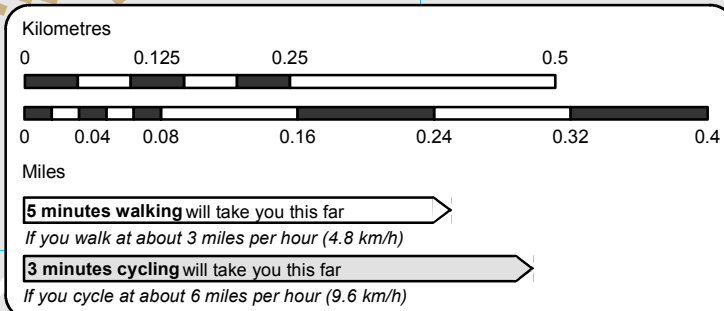 Kilometres
0 0.125 0.25 0.5
0 0.04 0.08 0.16 0.24 0.32 0.4
Miles
5 minutes walking will take you this far
If you walk at about 3 miles per hour (4.8 km/h)
3 minutes cycling will take you this far
If you cycle at about 6 miles per hour (9.6 km/h)